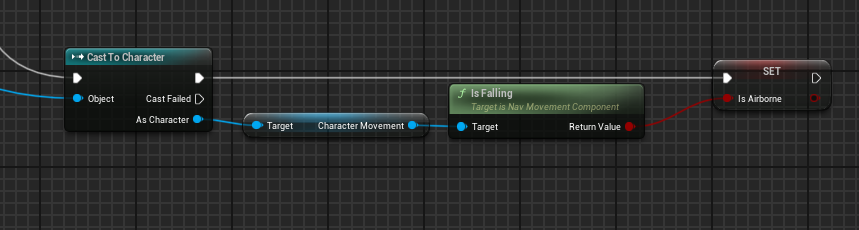 Cast To Character
Object
Cast Failed
As Character
Target
Character Movement
Is Falling
Target is Nav Movement Component
Target
Return Value
SET
Is Airborne